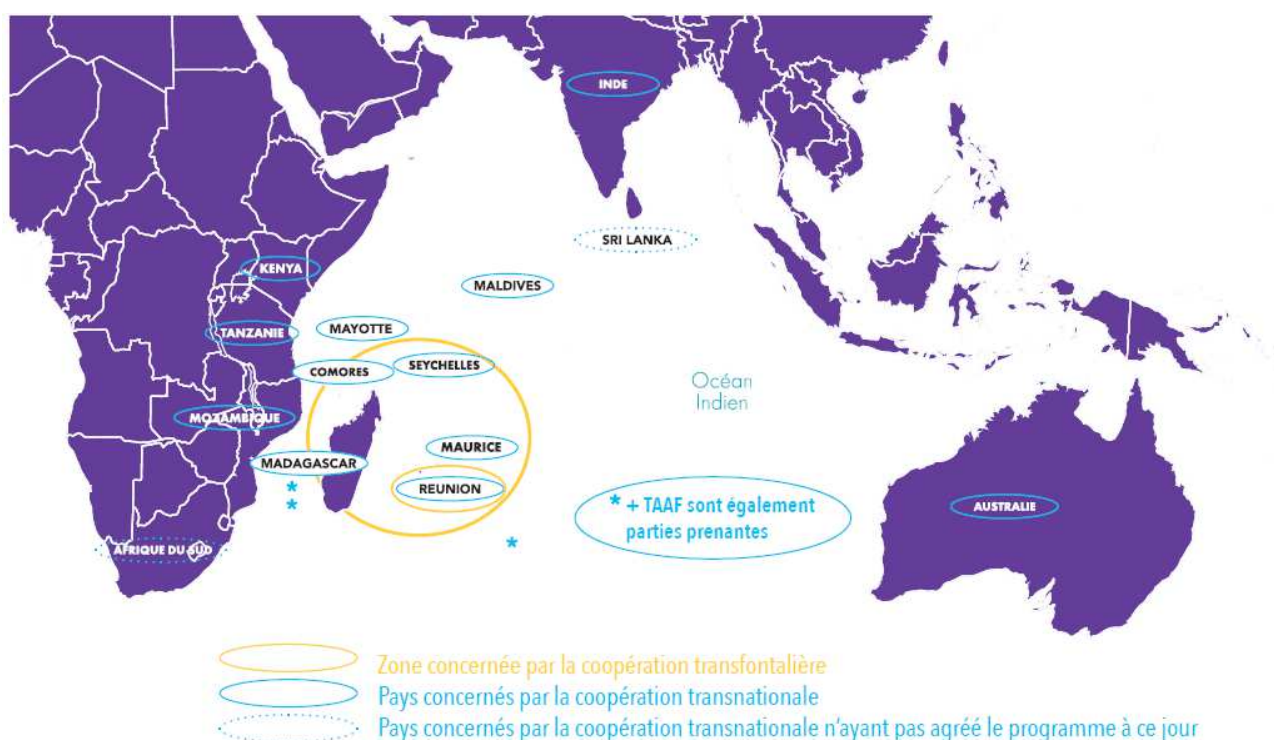 INDE
SRI LANKA
KENYA
MALDIVES
TANZANIE
MAYOTTE
COMORES
SEYCHELLES
Océan
Indien
MOZAMBIQUE
MAURICE
MADAGASCAR
REUNION
* + TAAF sont également
parties prenantes
AUSTRALIE
*
*
*
AFRIQUE DU SUD
Zone concernée par la coopération transfontalière
Pays concernés par la coopération transnationale
Pays concernés par la coopération transnationale n'ayant pas agréé le programme à ce jour